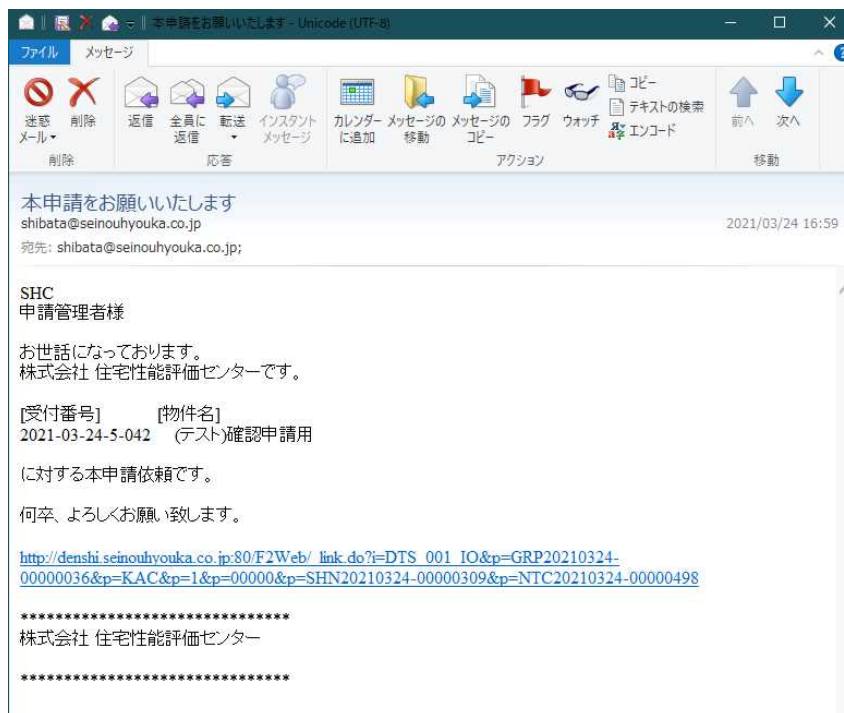 本申請をお願いいたします - Unicode (UTF-8)
ファイル メッセージ
迷惑メール 削除 返信 全員に返信 転送 インスタント メッセージ カレンダーに追加 メッセージの移動 メッセージのコピー フラグ ウォッチ コピー テキストの検索 エンコード 前へ 次へ
削除 応答 アクション 移動
本申請をお願いいたします
shibata@seinouhyouka.co.jp 2021/03/24 16:59
宛先: shibata@seinouhyouka.co.jp;
SHC
申請管理者様
お世話になっております。
株式会社 住宅性能評価センターです。
[受付番号] [物件名]
2021-03-24-5-042 (テスト)確認申請用
に対する本申請依頼です。
何卒、よろしくお願い致します。
http://denshi.seinouhyouka.co.jp:80/F2Web/_link.do?i=DTS_001_IO&p=GRP20210324-
00000036&p=KAC&p=1&p=00000&p=SHN20210324-00000309&p=NTC20210324-00000498
*******************************
株式会社 住宅性能評価センター
*******************************